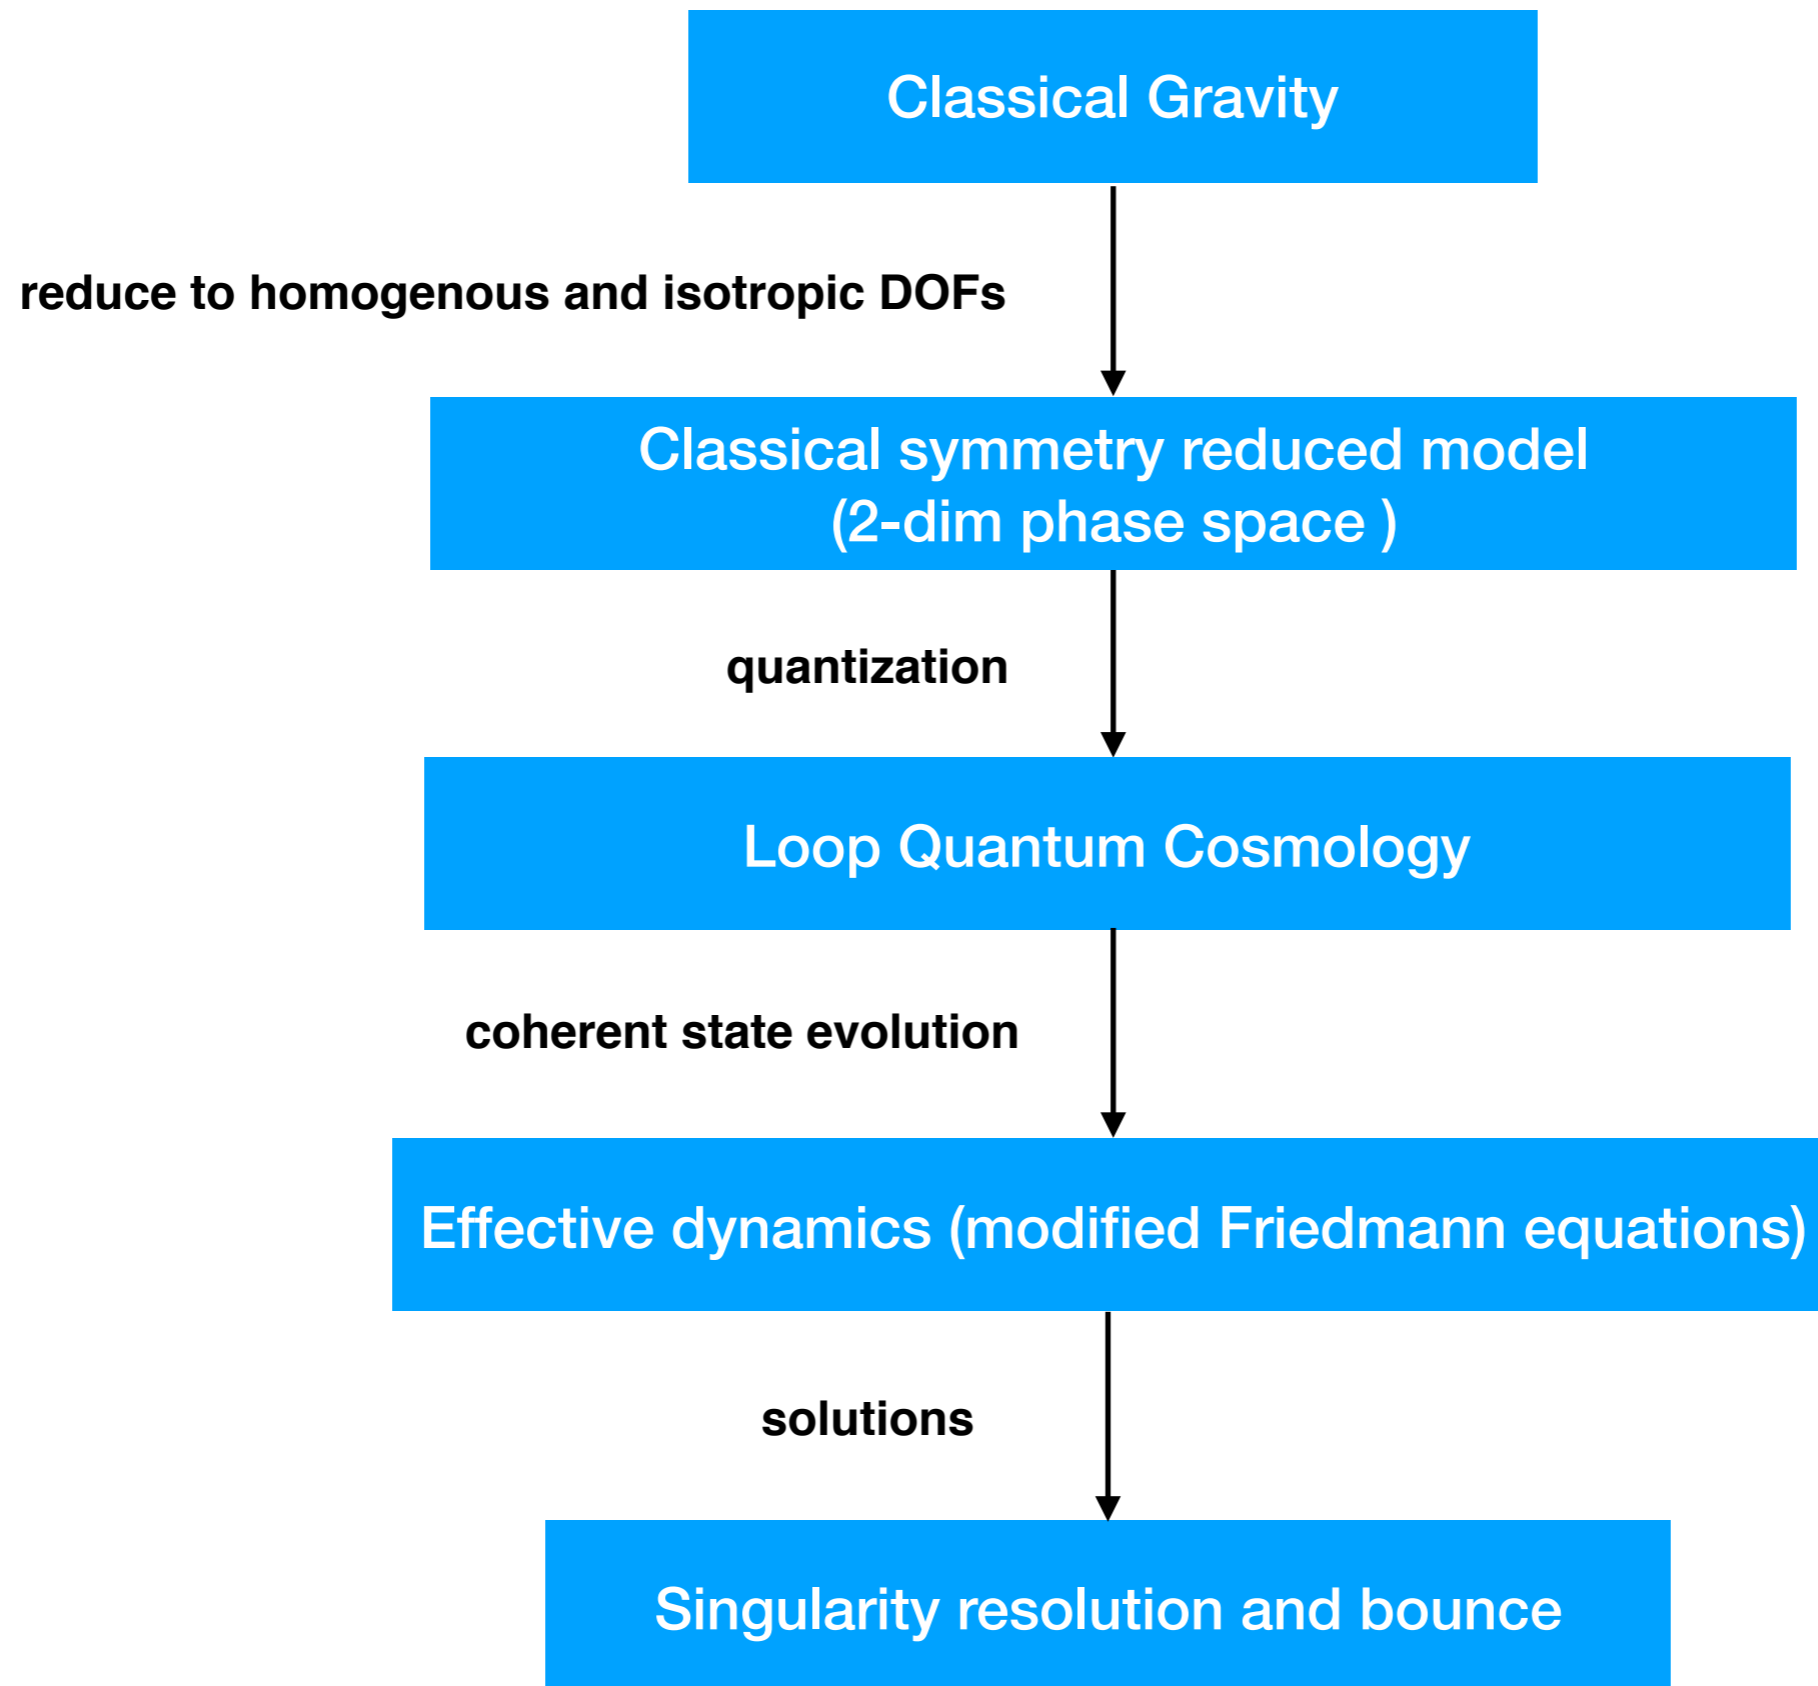 Classical Gravity
reduce to homogenous and isotropic DOFs
Classical symmetry reduced model
(2-dim phase space )
quantization
Loop Quantum Cosmology
coherent state evolution
Effective dynamics (modified Friedmann equations)
solutions
Singularity resolution and bounce